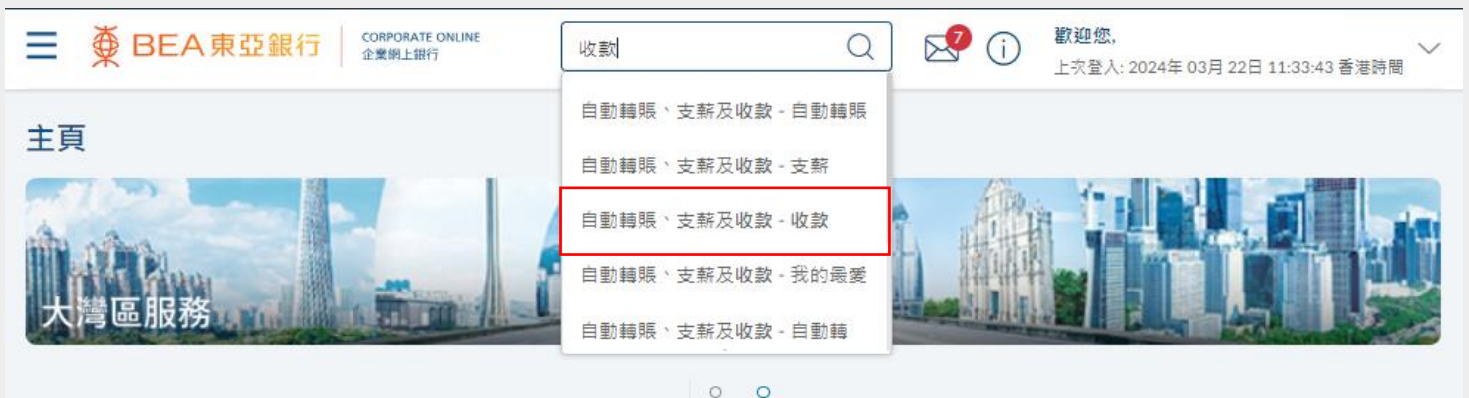 BEA東亞銀行
CORPORATE ONLINE
企業網上銀行
收款
7
歡迎您,
上次登入: 2024年 03月 22日 11:33:43 香港時間
主頁
自動轉賬、支薪及收款 - 自動轉賬
自動轉賬、支薪及收款 - 支薪
自動轉賬、支薪及收款 - 收款
自動轉賬、支薪及收款 - 我的最愛
自動轉賬、支薪及收款 - 自動轉
大灣區服務